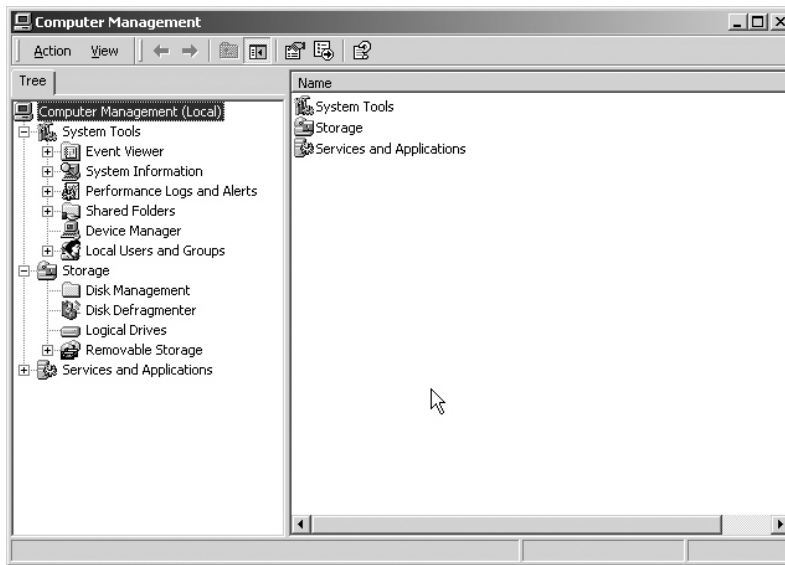 Computer Management
Action View
Tree
Computer Management (Local)
System Tools
Event Viewer
System Information
Performance Logs and Alerts
Shared Folders
Device Manager
Local Users and Groups
Storage
Disk Management
Disk Defragmenter
Logical Drives
Removable Storage
Services and Applications
Name
System Tools
Storage
Services and Applications